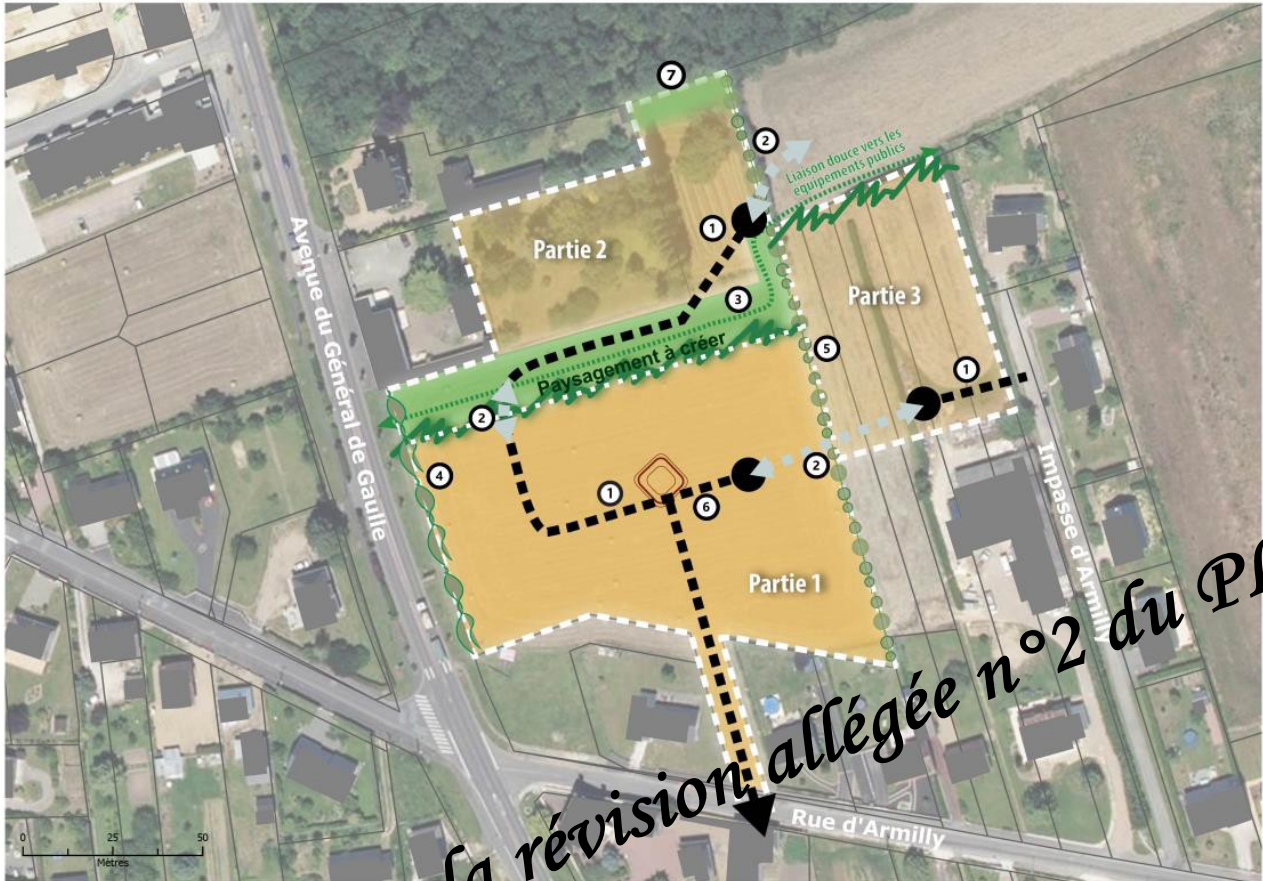 7
2
Liaison douce vers les
equipements publics
1
Partie 2
Avenue du Général de Gaulle
3
Partie 3
Paysagement à créer
5
1
2
4
2
1
6
Impasse d'Armilly
Partie 1
la révision allégée n°2 du
Rue d'Armilly
0 25 50
Mètres